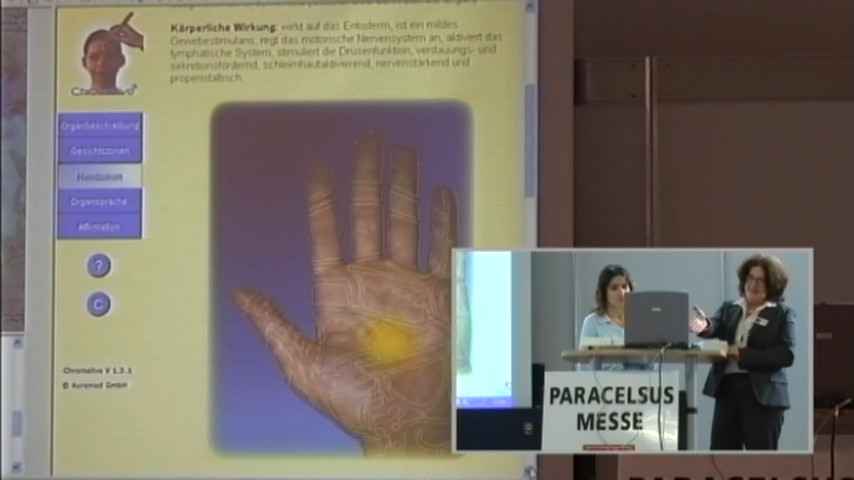 Körperliche Wirkung: wirkt auf das Entoderm, ist ein mildes
Gewebestimulans, regt das motorische Nervensystem an, aktiviert das
lymphatische System, stimuliert die Drüsenfunktion, verdauungs- und
sekretionsfördernd, schleimhautaktivierend, nervenstärkend und
properistaltisch
Organbeschreibung
Gesichtszonen
Handzonen
Organsprache
Affirmation
?
C
Chromalive V 1.3.1
© Auromed GmbH
PARACELSUS
MESSE